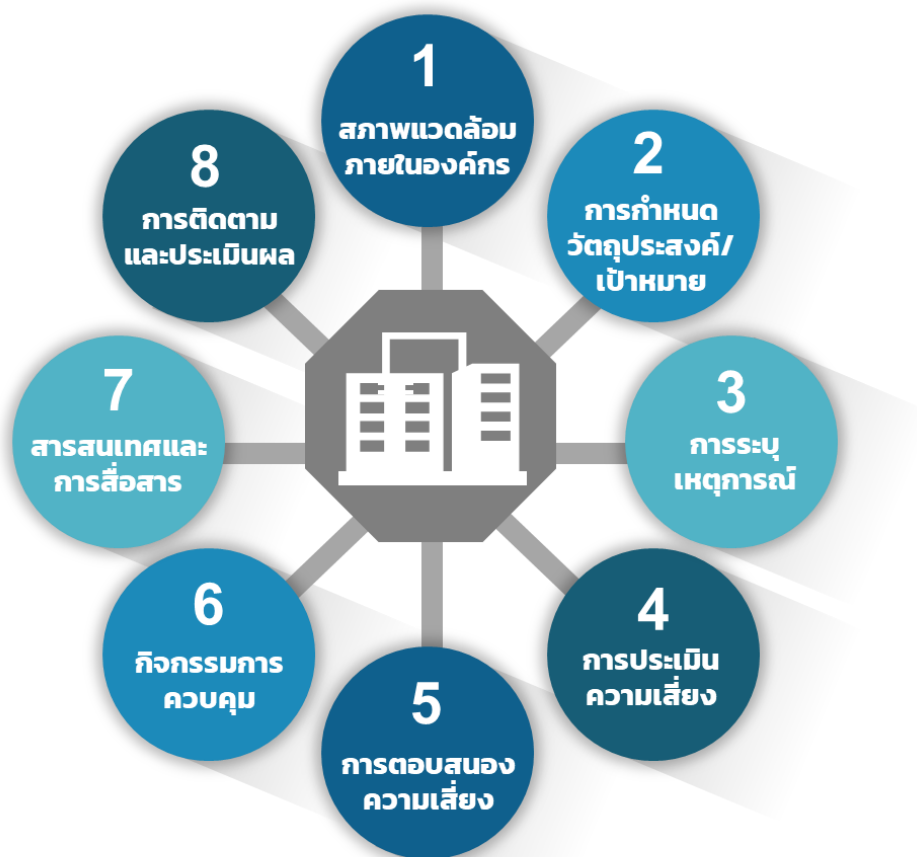 1
สภาพแวดล้อม
ภายในองค์กร
2
การกำหนด
วัตถุประสงค์/
เป้าหมาย
3
การระบุ
เหตุการณ์
4
การประเมิน
ความเสี่ยง
5
การตอบสนอง
ความเสี่ยง
6
กิจกรรมการ
ควบคุม
7
สารสนเทศและ
การสื่อสาร
8
การติดตาม
และประเมินผล